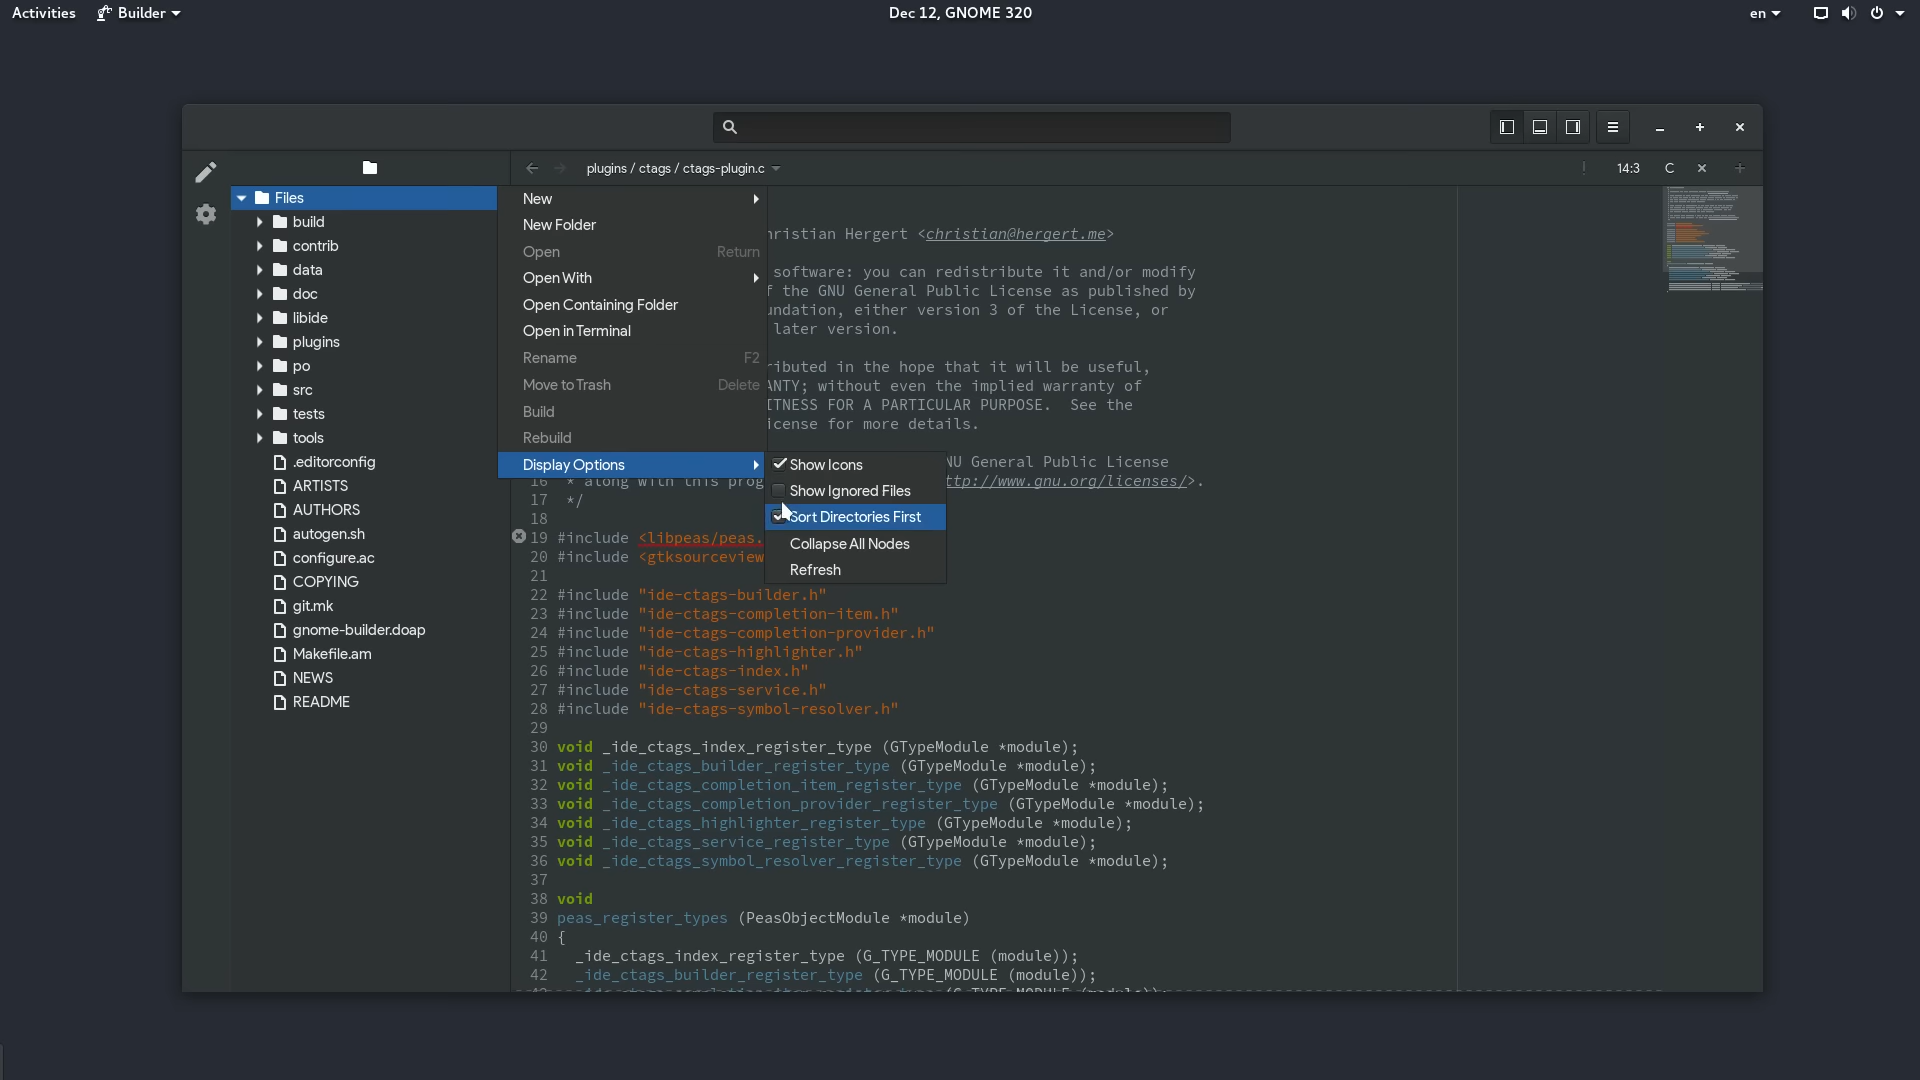 Activities Builder Dec 12, GNOME 320 en
plugins / ctags / ctags-plugin.c 14:3 C
Files
build
contrib
data
doc
libide
plugins
po
src
tests
tools
.editorconfig
ARTISTS
AUTHORS
autogen.sh
configure.ac
COPYING
git.mk
gnome-builder.doap
Makefile.am
NEWS
README
New
New Folder
Open Return
Open With
Open Containing Folder
Open in Terminal
Rename F2
Move to Trash Delete
Build
Rebuild
Display Options
Show Icons
Show Ignored Files
Sort Directories First
Collapse All Nodes
Refresh
hristian Hergert <christian@hergert.me>
software: you can redistribute it and/or modify
f the GNU General Public License as published by
undation, either version 3 of the License, or
later version.
ributed in the hope that it will be useful,
ANTY; without even the implied warranty of
ITNESS FOR A PARTICULAR PURPOSE.  See the
icense for more details.
NU General Public License
16 * along with this prog ttp://www.gnu.org/licenses/>.
17 */
18
19 #include <libpeas/peas.
20 #include <gtksourceview
21
22 #include "ide-ctags-builder.h"
23 #include "ide-ctags-completion-item.h"
24 #include "ide-ctags-completion-provider.h"
25 #include "ide-ctags-highlighter.h"
26 #include "ide-ctags-index.h"
27 #include "ide-ctags-service.h"
28 #include "ide-ctags-symbol-resolver.h"
29
30 void _ide_ctags_index_register_type (GTypeModule *module);
31 void _ide_ctags_builder_register_type (GTypeModule *module);
32 void _ide_ctags_completion_item_register_type (GTypeModule *module);
33 void _ide_ctags_completion_provider_register_type (GTypeModule *module);
34 void _ide_ctags_highlighter_register_type (GTypeModule *module);
35 void _ide_ctags_service_register_type (GTypeModule *module);
36 void _ide_ctags_symbol_resolver_register_type (GTypeModule *module);
37
38 void
39 peas_register_types (PeasObjectModule *module)
40 {
41   _ide_ctags_index_register_type (G_TYPE_MODULE (module));
42   _ide_ctags_builder_register_type (G_TYPE_MODULE (module));